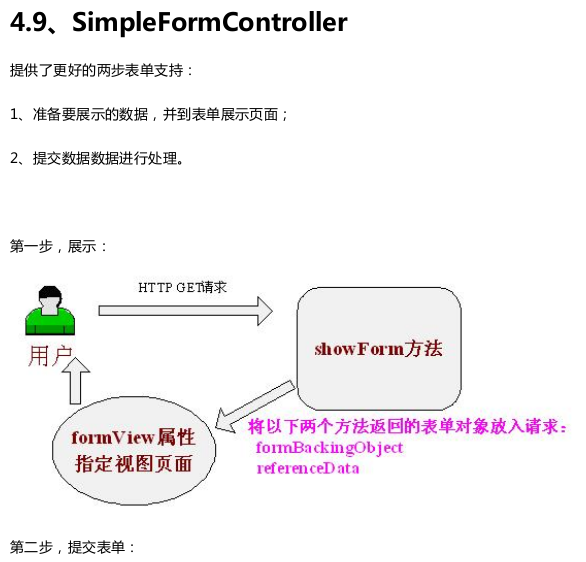 4.9、SimpleFormController
提供了更好的两步表单支持：
1、准备要展示的数据，并到表单展示页面；
2、提交数据数据进行处理。
第一步，展示：
HTTP GET请求
用户
showForm方法
formView属性
指定视图页面
将以下两个方法返回的表单对象放入请求：
formBackingObject
referenceData
第二步，提交表单：